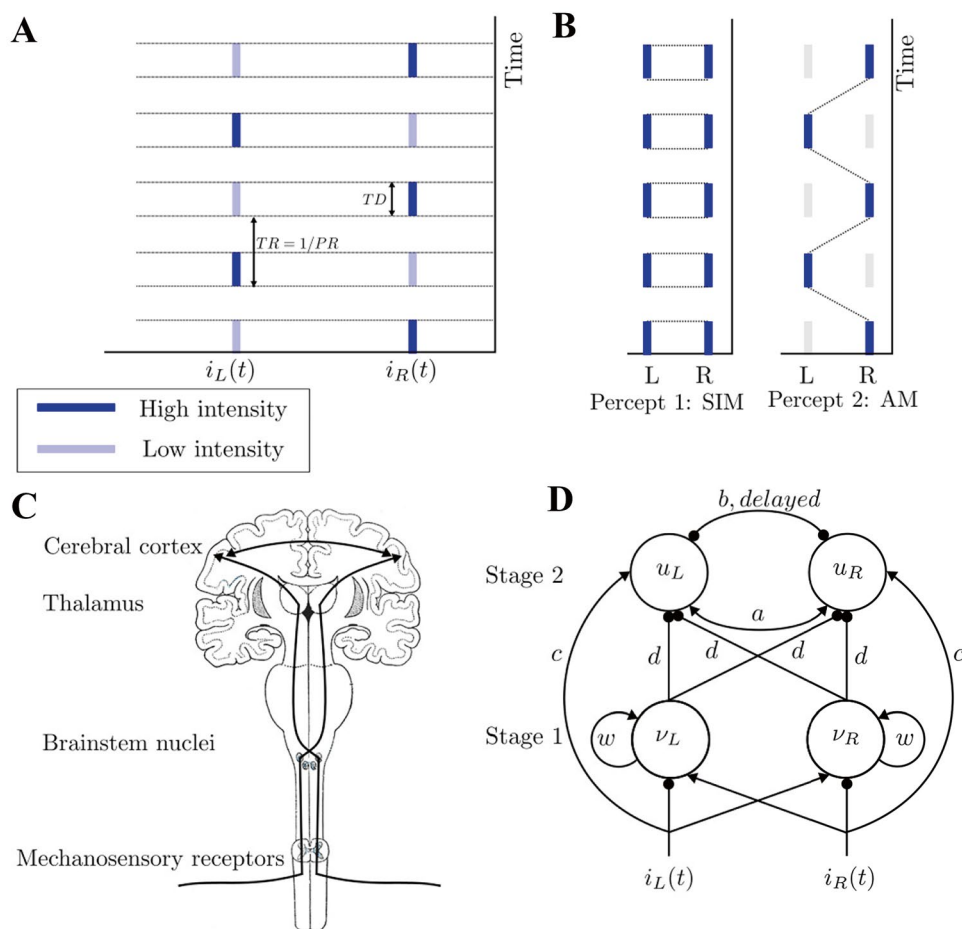 A
Time
TD
TR = 1/PR
i_L(t) i_R(t)
High intensity
Low intensity
B
Time
L R L R
Percept 1: SIM Percept 2: AM
C
Cerebral cortex
Thalamus
Brainstem nuclei
Mechanosensory receptors
D
b, delayed
Stage 2
u_L u_R
a
c d d d d c
Stage 1
w ν_L ν_R w
i_L(t) i_R(t)